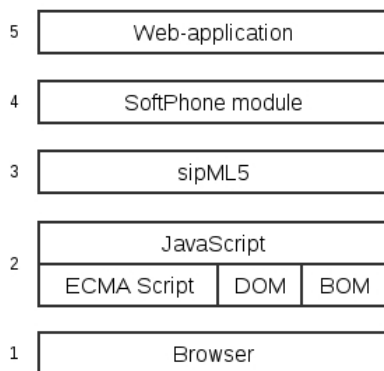 5 Web-application
4 SoftPhone module
3 sipML5
2 JavaScript
ECMA Script DOM BOM
1 Browser